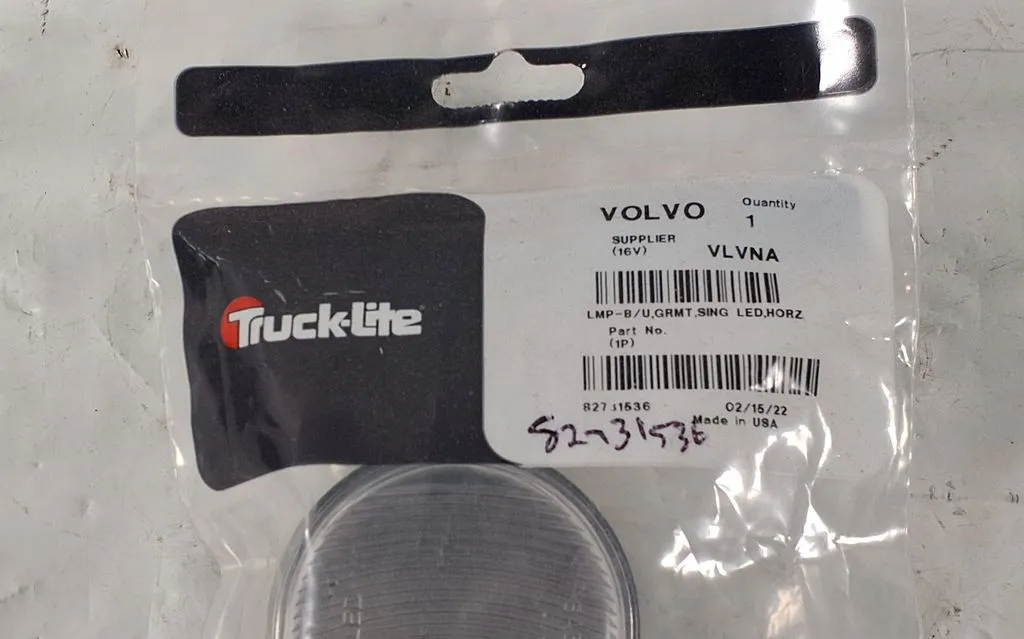 VOLVO
Quantity
1
SUPPLIER
(16V)
VLVNA
LMP-B/U,GRMT,SING LED,HORZ
Part No.
(1P)
82731536
02/15/22
Made in USA
82731536
Truck-Lite